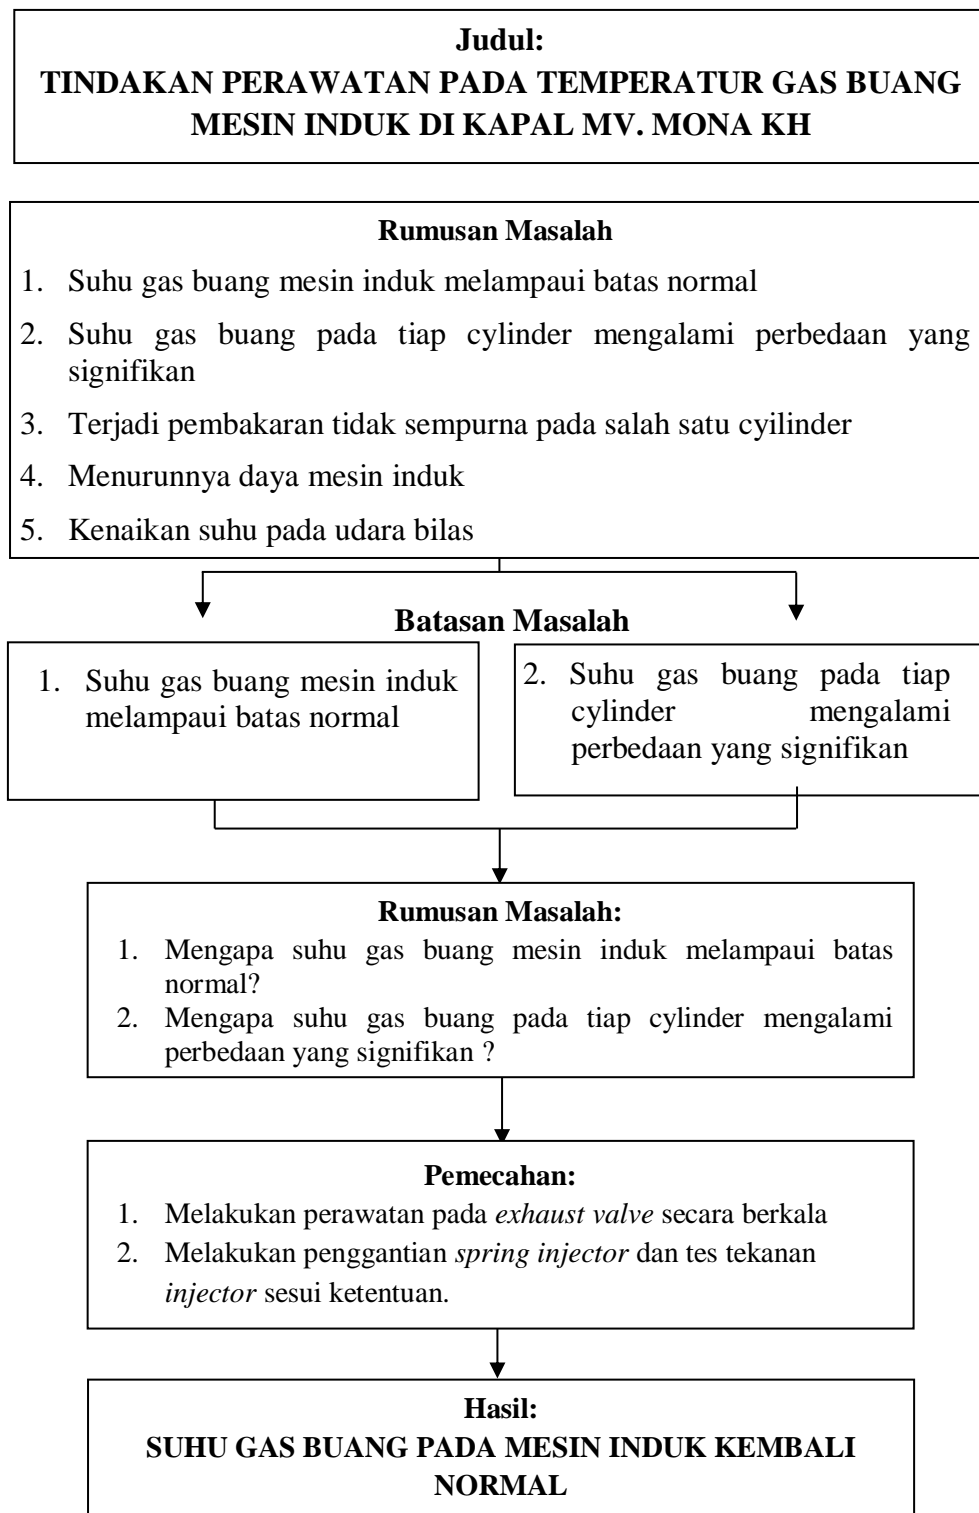 Judul:
TINDAKAN PERAWATAN PADA TEMPERATUR GAS BUANG
MESIN INDUK DI KAPAL MV. MONA KH
Rumusan Masalah
1. Suhu gas buang mesin induk melampaui batas normal
2. Suhu gas buang pada tiap cylinder mengalami perbedaan yang
signifikan
3. Terjadi pembakaran tidak sempurna pada salah satu cyilinder
4. Menurunnya daya mesin induk
5. Kenaikan suhu pada udara bilas
Batasan Masalah
1. Suhu gas buang mesin induk
melampaui batas normal
2. Suhu gas buang pada tiap
cylinder mengalami
perbedaan yang signifikan
Rumusan Masalah:
1. Mengapa suhu gas buang mesin induk melampaui batas
normal?
2. Mengapa suhu gas buang pada tiap cylinder mengalami
perbedaan yang signifikan ?
Pemecahan:
1. Melakukan perawatan pada exhaust valve secara berkala
2. Melakukan penggantian spring injector dan tes tekanan
injector sesui ketentuan.
Hasil:
SUHU GAS BUANG PADA MESIN INDUK KEMBALI
NORMAL